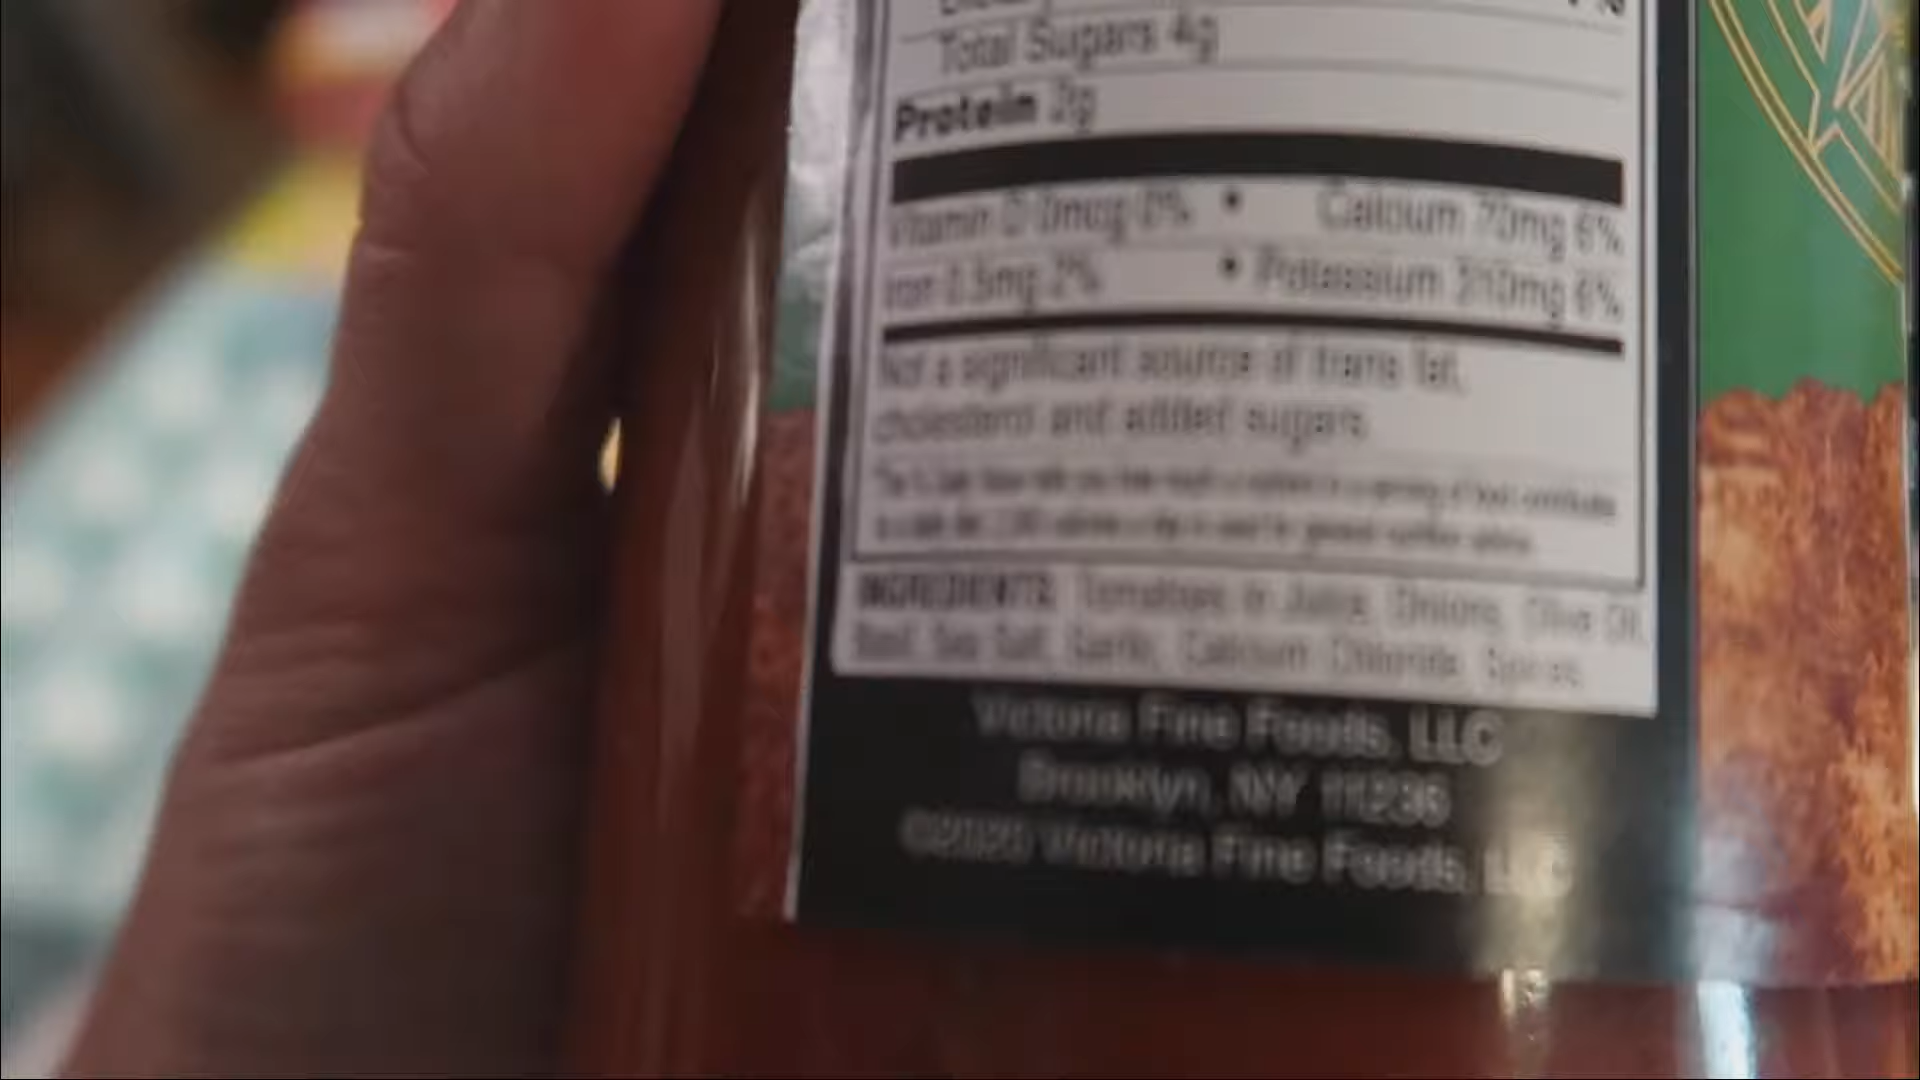 Total Sugars 4g
Protein 2g
Vitamin D 0mcg 0% • Calcium 70mg 6%
Iron 0.5mg 2% • Potassium 310mg 6%
Not a significant source of trans fat,
cholesterol and added sugars
INGREDIENTS: Tomatoes in Juice, Onions, Olive Oil,
Basil, Sea Salt, Garlic, Calcium Chloride, Spices.
Victoria Fine Foods, LLC
Brooklyn, NY 11236
©2020 Victoria Fine Foods, LLC